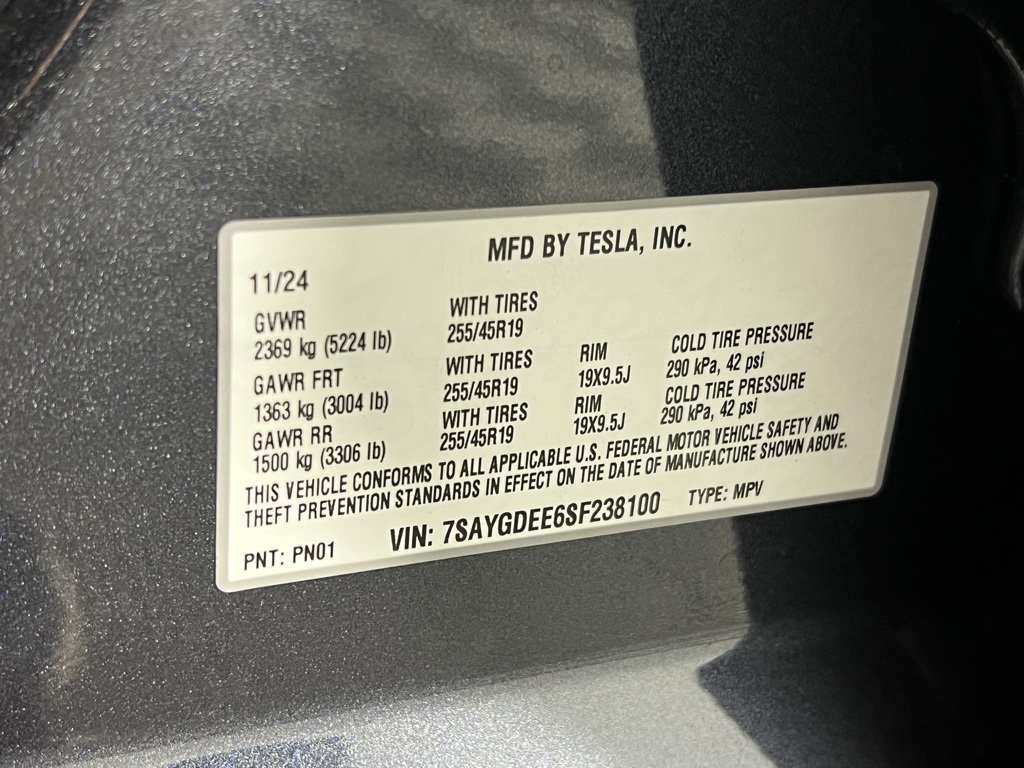 MFD BY TESLA, INC.
11/24
GVWR WITH TIRES
2369 kg (5224 lb) 255/45R19
GAWR FRT WITH TIRES RIM COLD TIRE PRESSURE
1363 kg (3004 lb) 255/45R19 19X9.5J 290 kPa, 42 psi
GAWR RR WITH TIRES RIM COLD TIRE PRESSURE
1500 kg (3306 lb) 255/45R19 19X9.5J 290 kPa, 42 psi
THIS VEHICLE CONFORMS TO ALL APPLICABLE U.S. FEDERAL MOTOR VEHICLE SAFETY AND
THEFT PREVENTION STANDARDS IN EFFECT ON THE DATE OF MANUFACTURE SHOWN ABOVE.
PNT: PN01 VIN: 7SAYGDEE6SF238100 TYPE: MPV